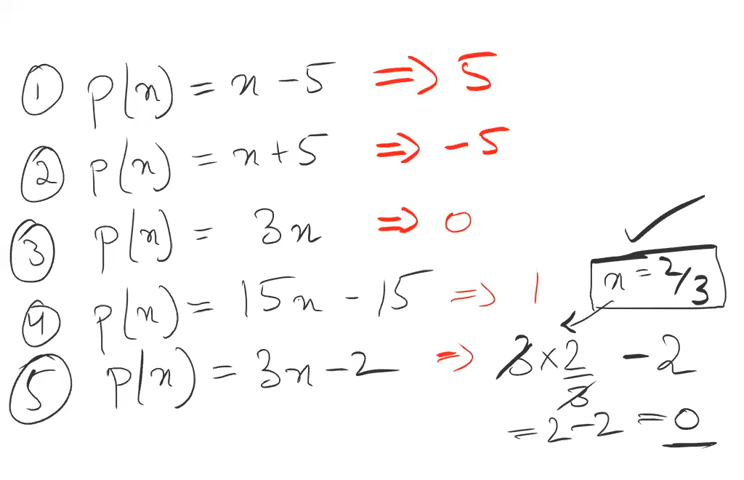 ① p(x) = x - 5 ⇒ 5
② p(x) = x + 5 ⇒ -5
③ p(x) = 3x ⇒ 0
④ p(x) = 15x - 15 ⇒ 1
⑤ p(x) = 3x - 2 ⇒ 3 × 2/3 - 2
= 2 - 2 = 0
x = 2/3 ✓